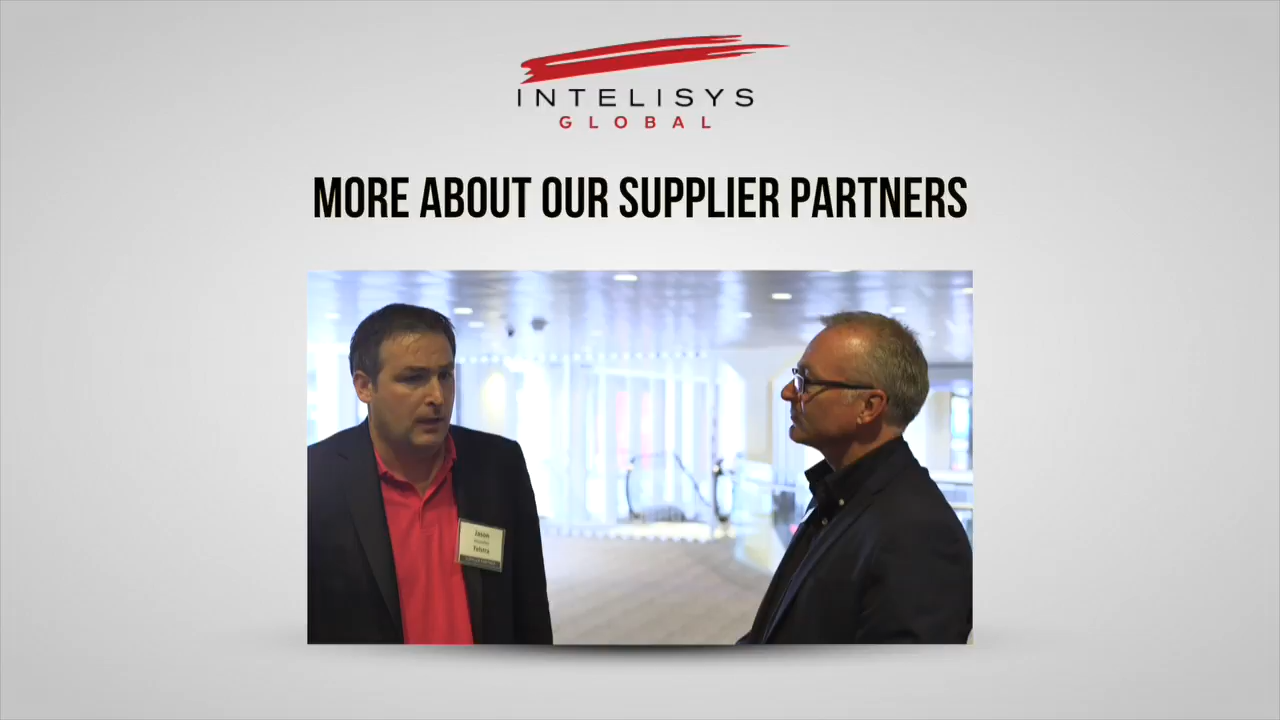 INTELISYS
GLOBAL
MORE ABOUT OUR SUPPLIER PARTNERS
Jason
Telstra